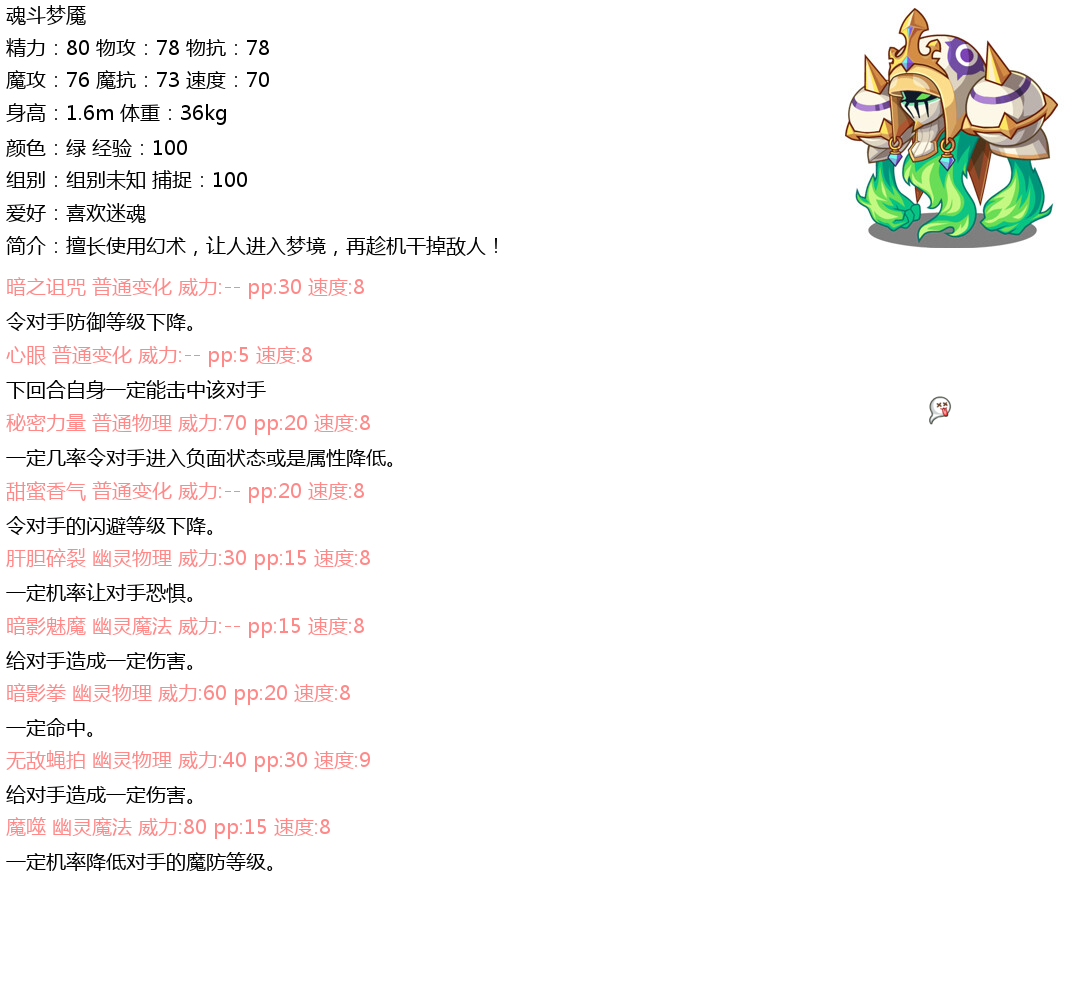 魂斗梦魇
精力：80 物攻：78 物抗：78
魔攻：76 魔抗：73 速度：70
身高：1.6m 体重：36kg
颜色：绿 经验：100
组别：组别未知 捕捉：100
爱好：喜欢迷魂
简介：擅长使用幻术，让人进入梦境，再趁机干掉敌人！
暗之诅咒 普通变化 威力:-- pp:30 速度:8
令对手防御等级下降。
心眼 普通变化 威力:-- pp:5 速度:8
下回合自身一定能击中该对手
秘密力量 普通物理 威力:70 pp:20 速度:8
一定几率令对手进入负面状态或是属性降低。
甜蜜香气 普通变化 威力:-- pp:20 速度:8
令对手的闪避等级下降。
肝胆碎裂 幽灵物理 威力:30 pp:15 速度:8
一定机率让对手恐惧。
暗影魅魔 幽灵魔法 威力:-- pp:15 速度:8
给对手造成一定伤害。
暗影拳 幽灵物理 威力:60 pp:20 速度:8
一定命中。
无敌蝇拍 幽灵物理 威力:40 pp:30 速度:9
给对手造成一定伤害。
魔噬 幽灵魔法 威力:80 pp:15 速度:8
一定机率降低对手的魔防等级。